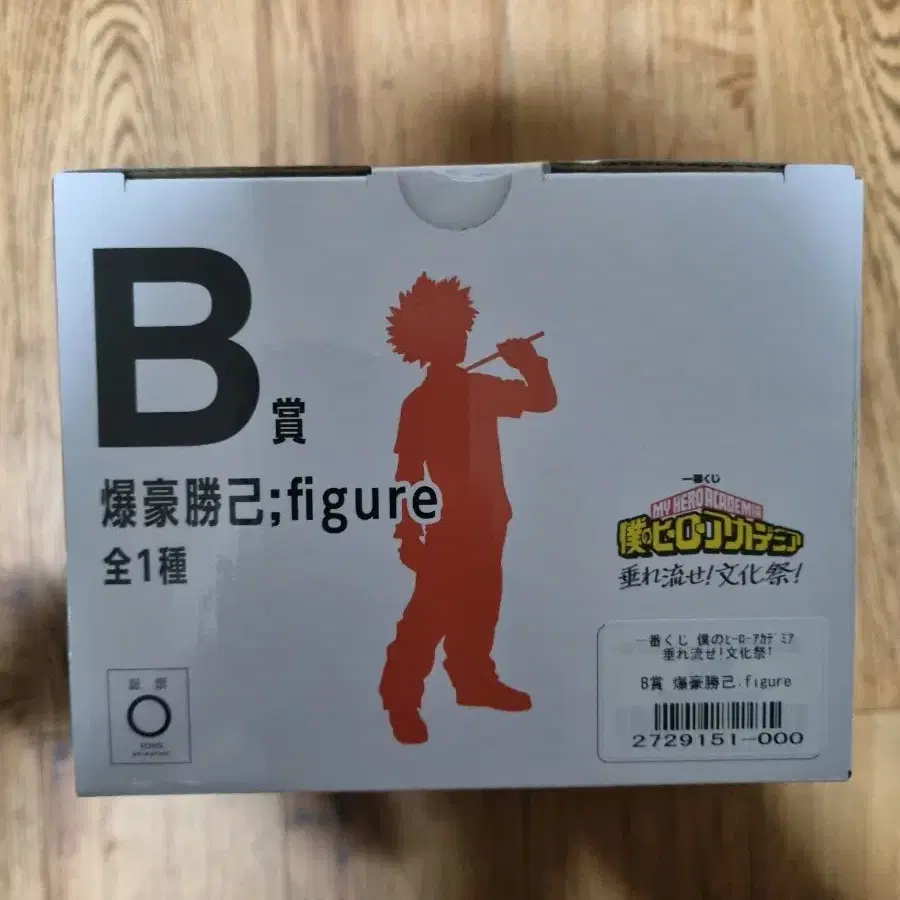 B賞
爆豪勝己;figure
全1種
一番くじ
MY HERO ACADEMIA
僕のヒーローアカデミア
垂れ流せ!文化祭!
一番くじ 僕のﾋｰﾛｰｱｶﾃﾞﾐｱ
垂れ流せ!文化祭!
B賞 爆豪勝己;figure
2729151-000
証票